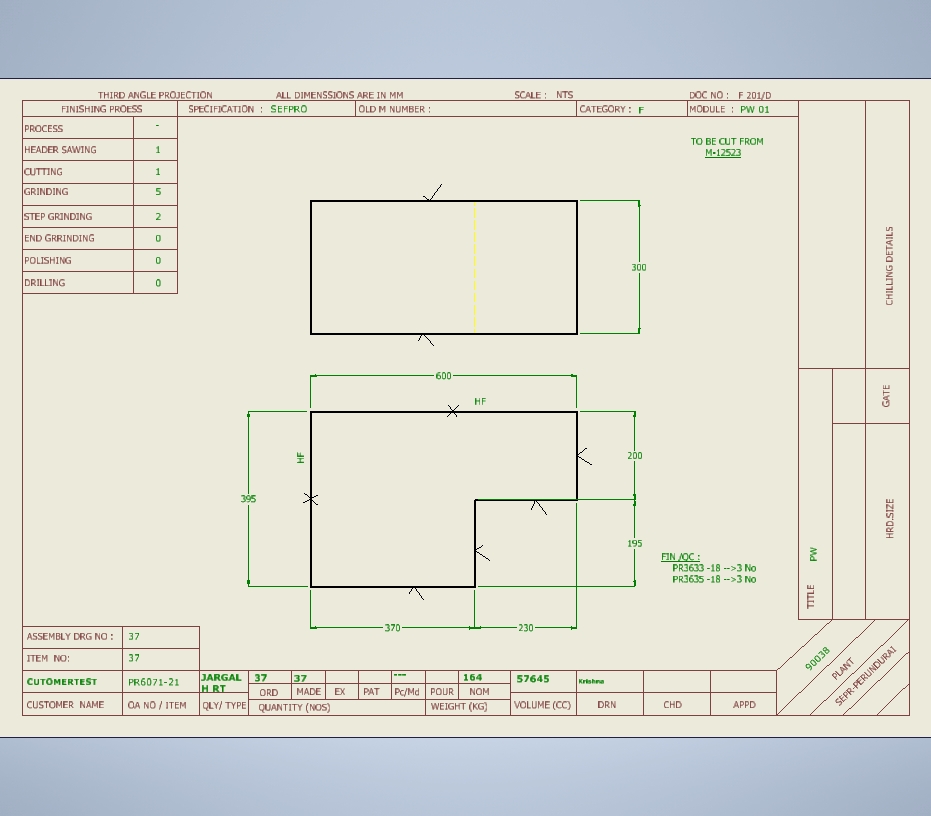 THIRD ANGLE PROJECTION ALL DIMENSSIONS ARE IN MM SCALE : NTS DOC NO : F 201/D
FINISHING PROESS SPECIFICATION : SEFPRO OLD M NUMBER : CATEGORY : F MODULE : PW 01
PROCESS -
HEADER SAWING 1
CUTTING 1
GRINDING 5
STEP GRINDING 2
END GRRINDING 0
POLISHING 0
DRILLING 0
TO BE CUT FROM
M-12523
300
600
HF
HF
395
200
195
370
230
FIN /QC :
PR3633 -18 -->3 No
PR3635 -18 -->3 No
CHILLING DETAILS
GATE
HRD.SIZE
TITLE PW
90038
PLANT
SEPR-PERUNDURAI
ASSEMBLY DRG NO : 37
ITEM NO: 37
CUTOMERTEST PR6071-21 JARGAL
H RT
37 37 --- 164 57645 Krishna
ORD MADE EX PAT Pc/Md POUR NOM
CUSTOMER NAME OA NO / ITEM QLY/ TYPE QUANTITY (NOS) WEIGHT (KG) VOLUME (CC) DRN CHD APPD